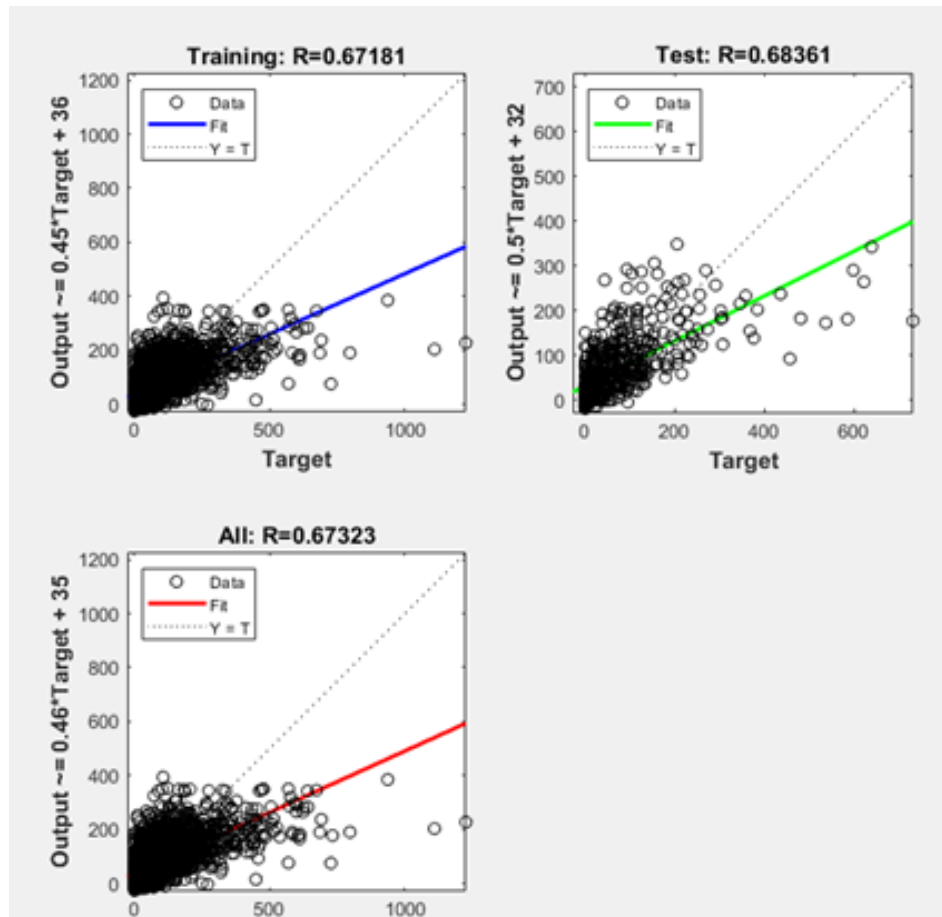 Training: R=0.67181
Output ~= 0.45*Target + 36
1200
1000
800
600
400
200
0
Data
Fit
Y = T
0
500
1000
Target
Test: R=0.68361
Output ~= 0.5*Target + 32
700
600
500
400
300
200
100
0
Data
Fit
Y = T
0
200
400
600
Target
All: R=0.67323
Output ~= 0.46*Target + 35
1200
1000
800
600
400
200
0
Data
Fit
Y = T
0
500
1000